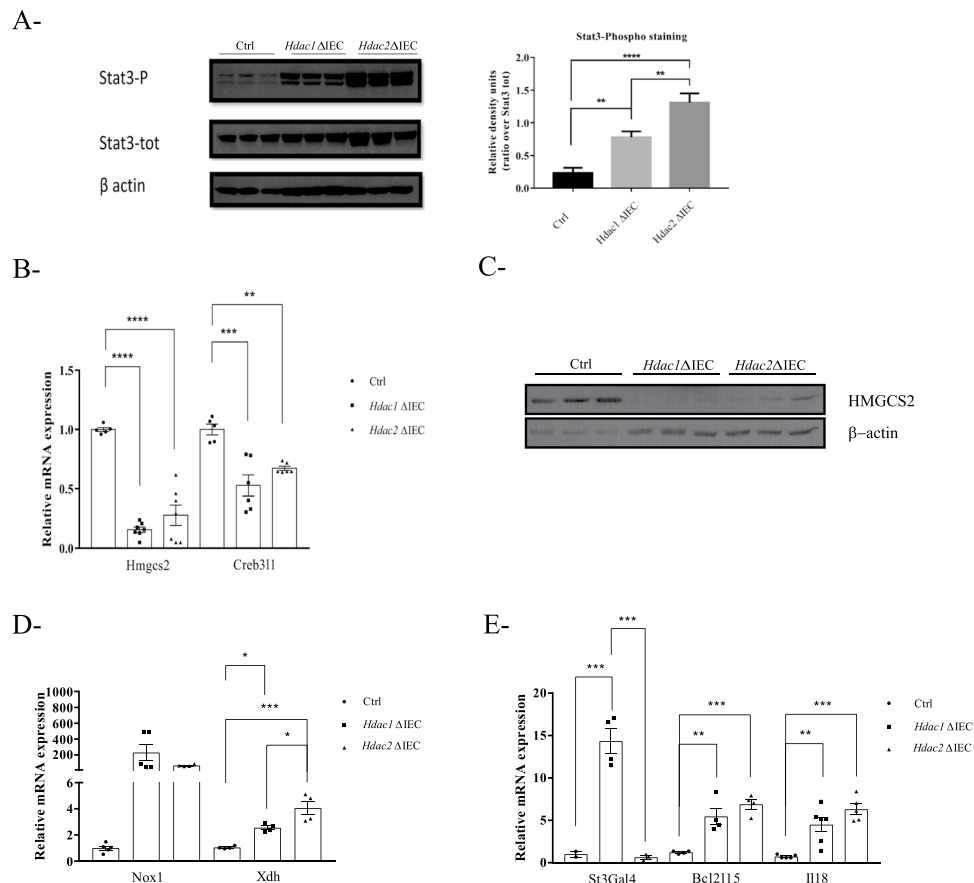 A-
Ctrl
Hdac1ΔIEC
Hdac2ΔIEC
Stat3-P
Stat3-tot
β actin
Stat3-Phospho staining
Relative density units
(ratio over Stat3 tot)
2.0
1.5
1.0
0.5
0.0
****
**
**
Ctrl
Hdac1 ΔIEC
Hdac2 ΔIEC
B-
Relative mRNA expression
1.5
1.0
0.5
0.0
****
****
**
***
Hmgcs2
Creb3l1
Ctrl
Hdac1 ΔIEC
Hdac2 ΔIEC
C-
Ctrl
Hdac1ΔIEC
Hdac2ΔIEC
HMGCS2
β–actin
D-
Relative mRNA expression
1000
800
600
400
200
6
4
2
0
*
***
*
Nox1
Xdh
Ctrl
Hdac1 ΔIEC
Hdac2 ΔIEC
E-
Relative mRNA expression
20
15
10
5
0
***
***
***
**
***
**
St3Gal4
Bcl2l15
Il18
Ctrl
Hdac1 ΔIEC
Hdac2 ΔIEC